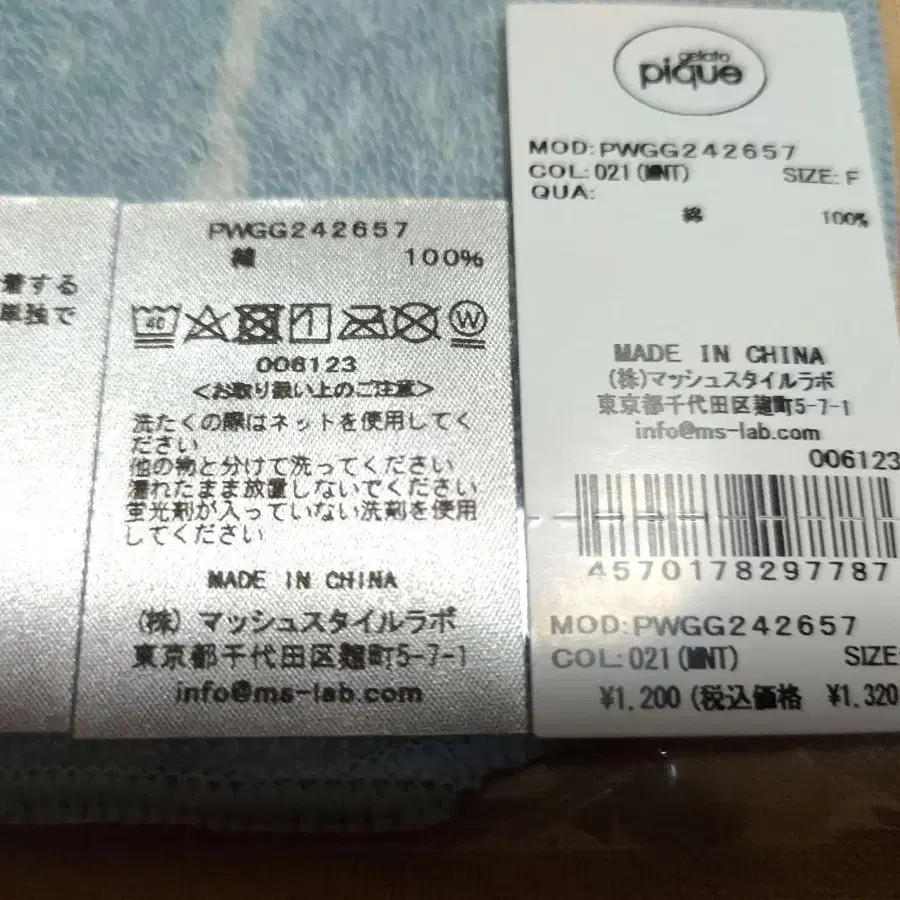 着する
単独で
PWGG242657
綿 100%
40
W
006123
<お取り扱い上のご注意>
洗たくの際はネットを使用してく
ださい
他の物と分けて洗ってください
濡れたまま放置しないでください
蛍光剤が入っていない洗剤を使用
してください
MADE IN CHINA
(株) マッシュスタイルラボ
東京都千代田区麹町5-7-1
info@ms-lab.com
gelato
pique
MOD:PWGG242657
COL:021(MNT) SIZE:F
QUA:
綿 100%
MADE IN CHINA
(株)マッシュスタイルラボ
東京都千代田区麹町5-7-1
info@ms-lab.com
006123
4570178297787
MOD:PWGG242657
COL:021(MNT) SIZE
¥1,200 (税込価格 ¥1,320